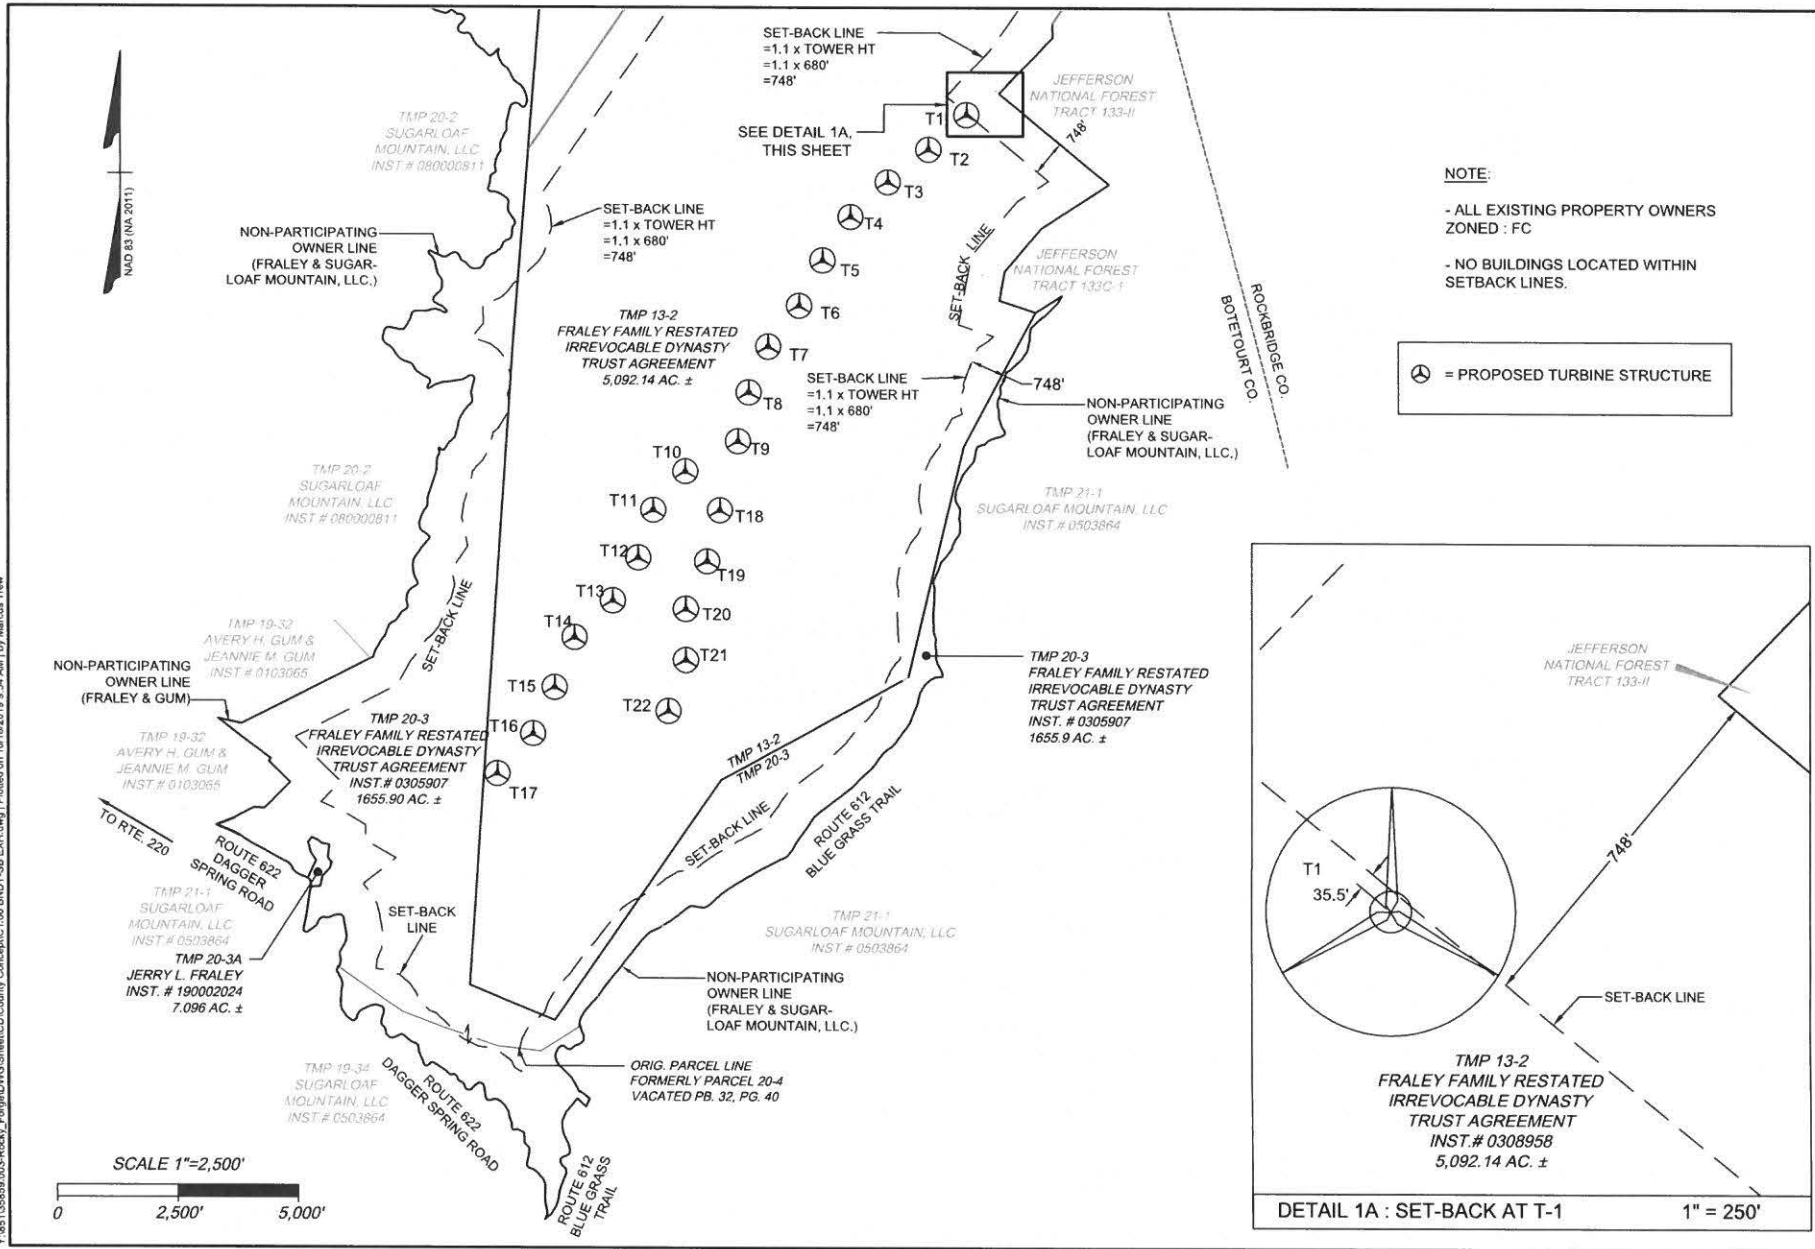 SET-BACK LINE
=1.1 x TOWER HT
=1.1 x 680'
=748'
SEE DETAIL 1A,
THIS SHEET
JEFFERSON
NATIONAL FOREST
TRACT 133-II
748'
NAD 83 (NA 2011)
TMP 20-2
SUGARLOAF
MOUNTAIN, LLC
INST # 080000811
NON-PARTICIPATING
OWNER LINE
(FRALEY & SUGAR-
LOAF MOUNTAIN, LLC.)
SET-BACK LINE
=1.1 x TOWER HT
=1.1 x 680'
=748'
TMP 13-2
FRALEY FAMILY RESTATED
IRREVOCABLE DYNASTY
TRUST AGREEMENT
5,092.14 AC. ±
T1
T2
T3
T4
T5
T6
T7
T8
T9
T10
T11
T12
T13
T14
T15
T16
T17
T18
T19
T20
T21
T22
SET-BACK LINE
JEFFERSON
NATIONAL FOREST
TRACT 133C-1
SET-BACK LINE
=1.1 x TOWER HT
=1.1 x 680'
=748'
748'
NON-PARTICIPATING
OWNER LINE
(FRALEY & SUGAR-
LOAF MOUNTAIN, LLC.)
ROCKBRIDGE CO.
BOTETOURT CO.
NOTE:
- ALL EXISTING PROPERTY OWNERS
ZONED : FC
- NO BUILDINGS LOCATED WITHIN
SETBACK LINES.
= PROPOSED TURBINE STRUCTURE
TMP 20-2
SUGARLOAF
MOUNTAIN, LLC
INST # 080000811
TMP 21-1
SUGARLOAF MOUNTAIN, LLC
INST.# 0503864
TMP 19-32
AVERY H. GUM &
JEANNIE M. GUM
INST # 0103065
SET-BACK LINE
NON-PARTICIPATING
OWNER LINE
(FRALEY & GUM)
TMP 19-32
AVERY H. GUM &
JEANNIE M. GUM
INST.# 0103065
TMP 20-3
FRALEY FAMILY RESTATED
IRREVOCABLE DYNASTY
TRUST AGREEMENT
INST.# 0305907
1655.90 AC. ±
TMP 20-3
FRALEY FAMILY RESTATED
IRREVOCABLE DYNASTY
TRUST AGREEMENT
INST. # 0305907
1655.9 AC. ±
TMP 13-2
TMP 20-3
TO RTE. 220
ROUTE 622
DAGGER
SPRING ROAD
SET-BACK LINE
ROUTE 612
BLUE GRASS TRAIL
TMP 21-1
SUGARLOAF
MOUNTAIN, LLC
INST.# 0503864
TMP 20-3A
JERRY L. FRALEY
INST. # 190002024
7.096 AC. ±
SET-BACK
LINE
TMP 21-1
SUGARLOAF MOUNTAIN, LLC
INST # 0503864
NON-PARTICIPATING
OWNER LINE
(FRALEY & SUGAR-
LOAF MOUNTAIN, LLC.)
ORIG. PARCEL LINE
FORMERLY PARCEL 20-4
VACATED PB. 32, PG. 40
TMP 19-34
SUGARLOAF
MOUNTAIN, LLC
INST # 0503864
ROUTE 622
DAGGER SPRING ROAD
ROUTE 612
BLUE GRASS
TRAIL
SCALE 1"=2,500'
0
2,500'
5,000'
JEFFERSON
NATIONAL FOREST
TRACT 133-II
748'
T1
35.5'
SET-BACK LINE
TMP 13-2
FRALEY FAMILY RESTATED
IRREVOCABLE DYNASTY
TRUST AGREEMENT
INST.# 0308958
5,092.14 AC. ±
DETAIL 1A : SET-BACK AT T-1
1" = 250'